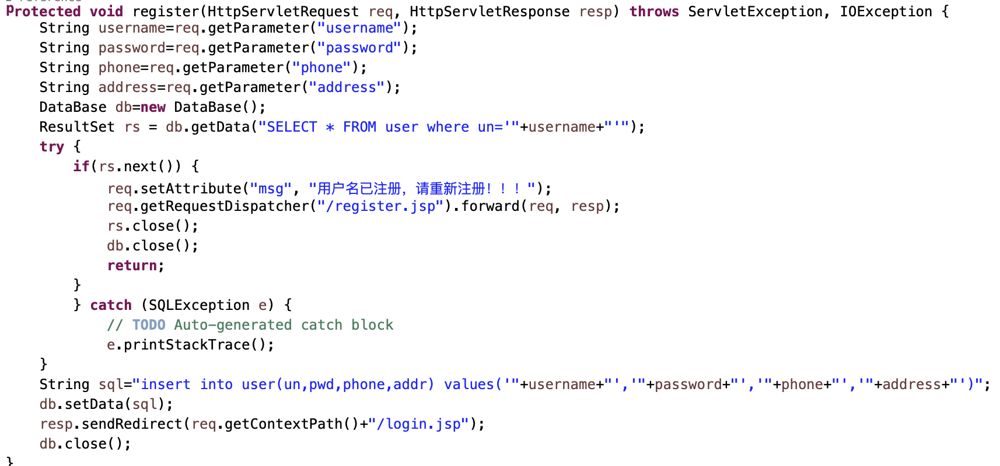 protected void register(HttpServletRequest req, HttpServletResponse resp) throws ServletException, IOException {
    String username=req.getParameter("username");
    String password=req.getParameter("password");
    String phone=req.getParameter("phone");
    String address=req.getParameter("address");
    DataBase db=new DataBase();
    ResultSet rs = db.getData("SELECT * FROM user where un='"+username+"'");
    try {
        if(rs.next()) {
            req.setAttribute("msg", "用户名已注册，请重新注册！！！");
            req.getRequestDispatcher("/register.jsp").forward(req, resp);
            rs.close();
            db.close();
            return;
        }
        } catch (SQLException e) {
            // TODO Auto-generated catch block
            e.printStackTrace();
    }
    String sql="insert into user(un,pwd,phone,addr) values('"+username+"','"+password+"','"+phone+"','"+address+"')";
    db.setData(sql);
    resp.sendRedirect(req.getContextPath()+"/login.jsp");
    db.close();
}